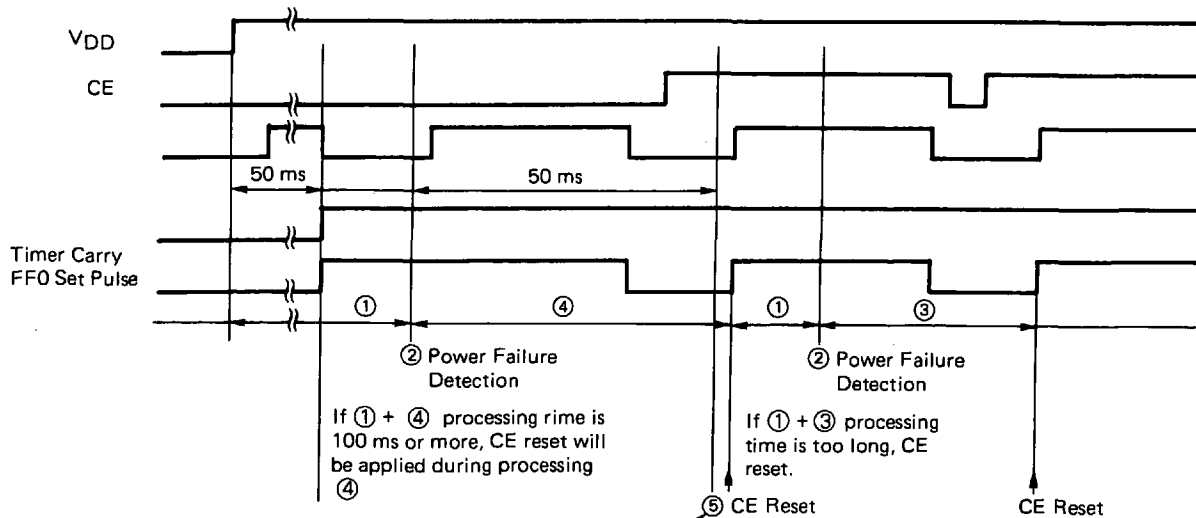 VDD
CE
50 ms
50 ms
Timer Carry
FF0 Set Pulse
① ④ ① ③
② Power Failure
Detection
② Power Failure
Detection
If ① + ④ processing rime is
100 ms or more, CE reset will
be applied during processing
④
If ① + ③ processing
time is too long, CE
reset.
⑤ CE Reset
CE Reset